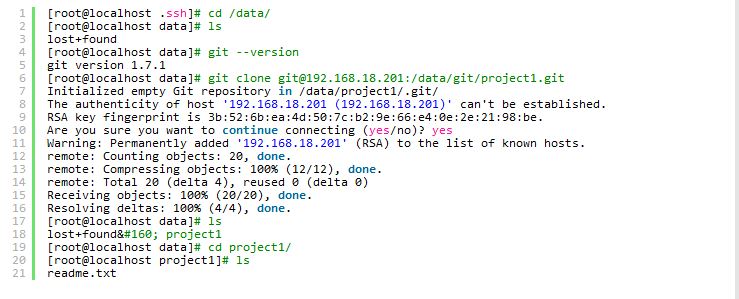 1 [root@localhost .ssh]# cd /data/
2 [root@localhost data]# ls
3 lost+found
4 [root@localhost data]# git --version
5 git version 1.7.1
6 [root@localhost data]# git clone git@192.168.18.201:/data/git/project1.git
7 Initialized empty Git repository in /data/project1/.git/
8 The authenticity of host '192.168.18.201 (192.168.18.201)' can't be established.
9 RSA key fingerprint is 3b:52:6b:ea:4d:50:7c:b2:9e:66:e4:0e:2e:21:98:be.
10 Are you sure you want to continue connecting (yes/no)? yes
11 Warning: Permanently added '192.168.18.201' (RSA) to the list of known hosts.
12 remote: Counting objects: 20, done.
13 remote: Compressing objects: 100% (12/12), done.
14 remote: Total 20 (delta 4), reused 0 (delta 0)
15 Receiving objects: 100% (20/20), done.
16 Resolving deltas: 100% (4/4), done.
17 [root@localhost data]# ls
18 lost+found&#160; project1
19 [root@localhost data]# cd project1/
20 [root@localhost project1]# ls
21 readme.txt